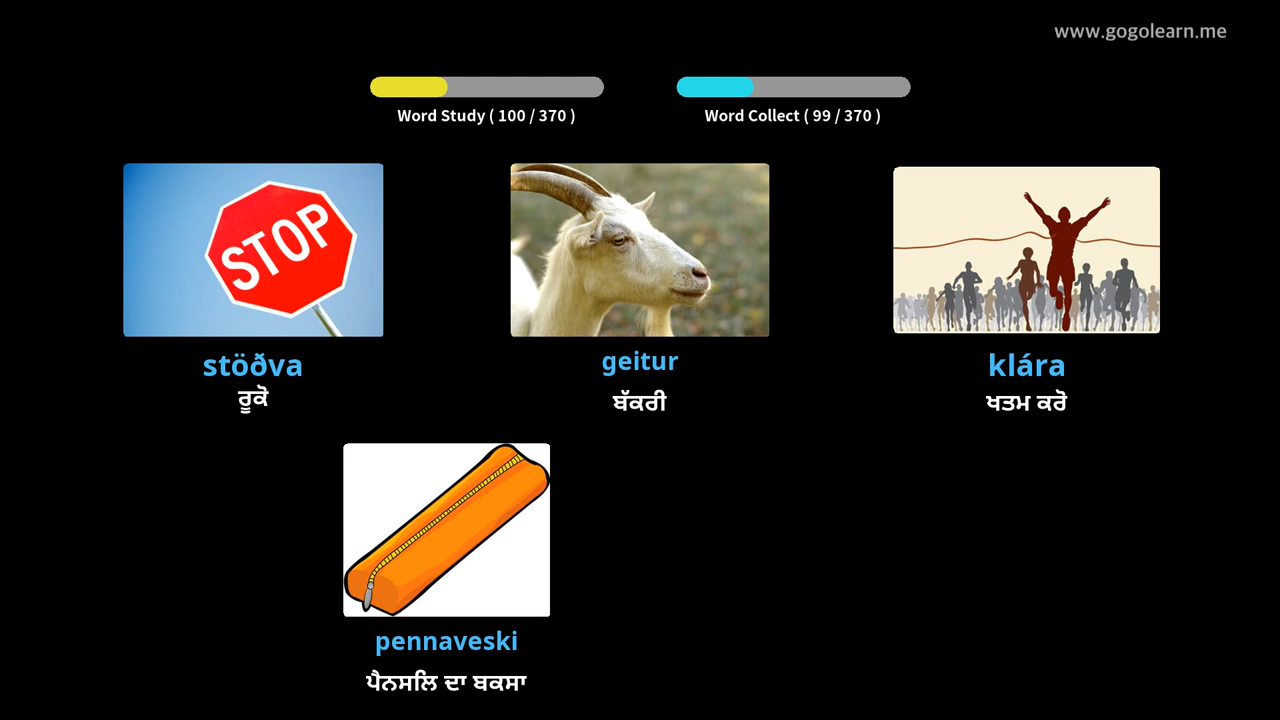 www.gogolearn.me
Word Study ( 100 / 370 )
Word Collect ( 99 / 370 )
STOP
stöðva
geitur
klára
ਰੁਕੋ
ਬੱਕਰੀ
ਖਤਮ ਕਰੋ
pennaveski
ਪੈਨਸਲਿ ਦਾ ਬਕਸਾ